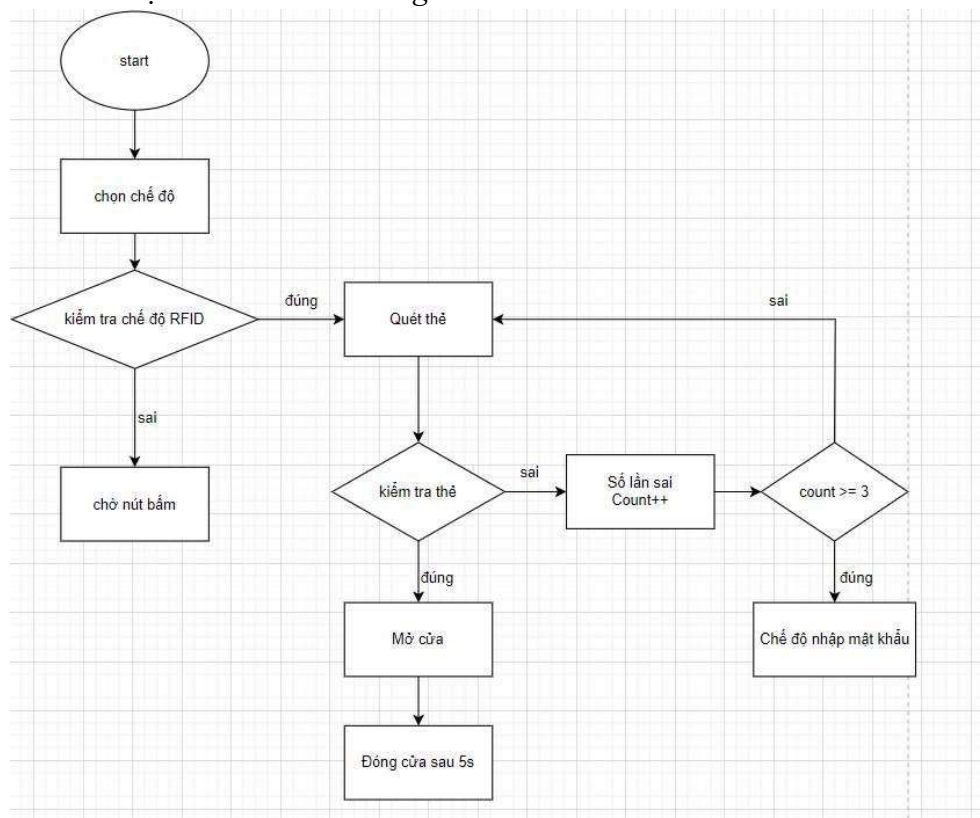 start
chọn chế độ
kiểm tra chế độ RFID
đúng
Quét thẻ
sai
sai
chờ nút bấm
kiểm tra thẻ
sai
Số lần sai
Count++
count >= 3
đúng
đúng
Mở cửa
Chế độ nhập mật khẩu
Đóng cửa sau 5s